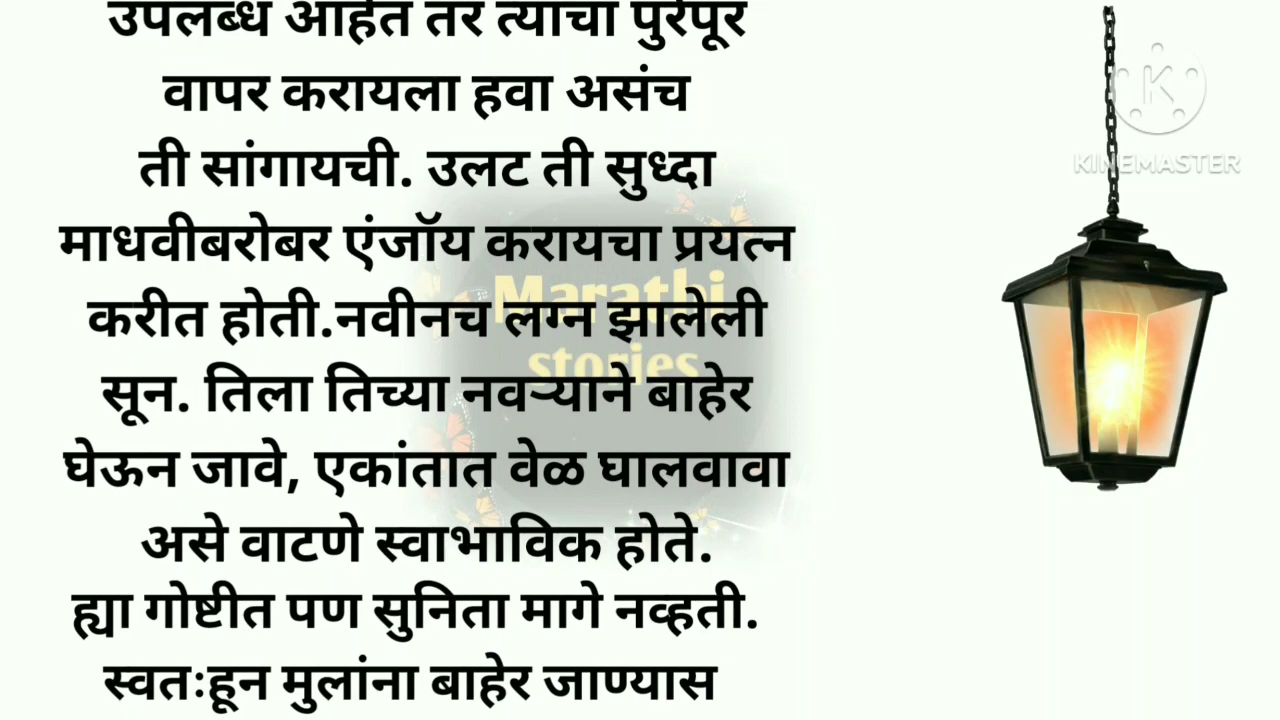 उपलब्ध आहेत तर त्याचा पुरेपूर
वापर करायला हवा असंच
ती सांगायची. उलट ती सुध्दा
माधवीबरोबर एंजॉय करायचा प्रयत्न
करीत होती.नवीनच लग्न झालेली
सून. तिला तिच्या नवऱ्याने बाहेर
घेऊन जावे, एकांतात वेळ घालवावा
असे वाटणे स्वाभाविक होते.
ह्या गोष्टीत पण सुनिता मागे नव्हती.
स्वतःहून मुलांना बाहेर जाण्यास
Marathi
stories
K
KINEMASTER